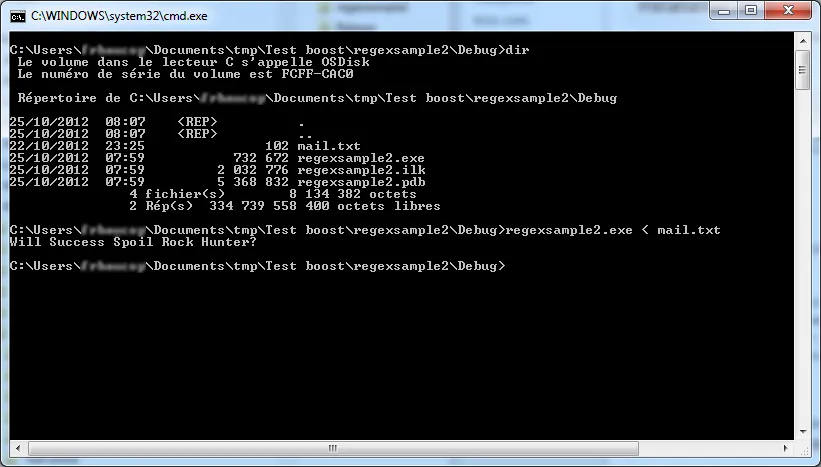 C:\WINDOWS\system32\cmd.exe
C:\Users\ \Documents\tmp\Test boost\regexsample2\Debug>dir
Le volume dans le lecteur C s'appelle OSDisk
Le numéro de série du volume est FCFF-CAC0
Répertoire de C:\Users\ \Documents\tmp\Test boost\regexsample2\Debug
25/10/2012 08:07 <REP> .
25/10/2012 08:07 <REP> ..
22/10/2012 23:25 102 mail.txt
25/10/2012 07:59 732 672 regexsample2.exe
25/10/2012 07:59 2 032 776 regexsample2.ilk
25/10/2012 07:59 5 368 832 regexsample2.pdb
4 fichier(s) 8 134 382 octets
2 Rép(s) 334 739 558 400 octets libres
C:\Users\ \Documents\tmp\Test boost\regexsample2\Debug>regexsample2.exe < mail.txt
Will Success Spoil Rock Hunter?
C:\Users\ \Documents\tmp\Test boost\regexsample2\Debug>